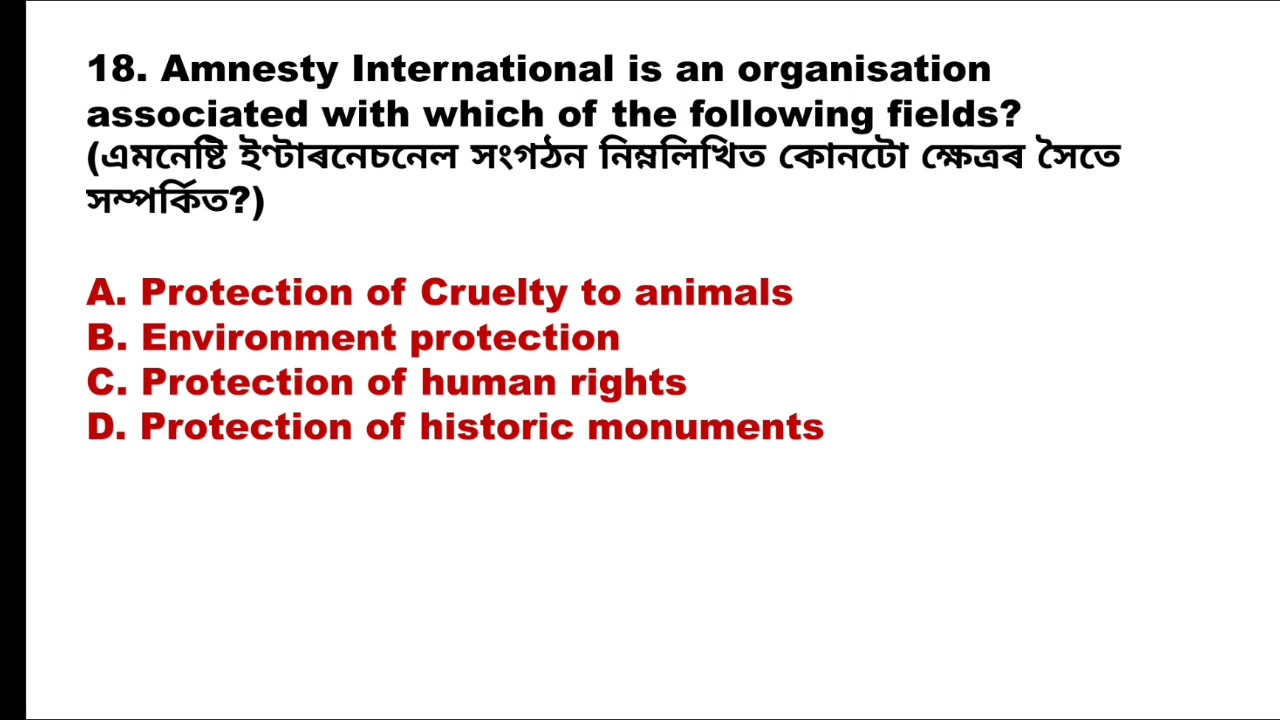 18. Amnesty International is an organisation
associated with which of the following fields?
(এমনেষ্টি ইণ্টাৰনেচনেল সংগঠন নিম্নলিখিত কোনটো ক্ষেত্ৰৰ সৈতে
সম্পৰ্কিত?)
A. Protection of Cruelty to animals
B. Environment protection
C. Protection of human rights
D. Protection of historic monuments